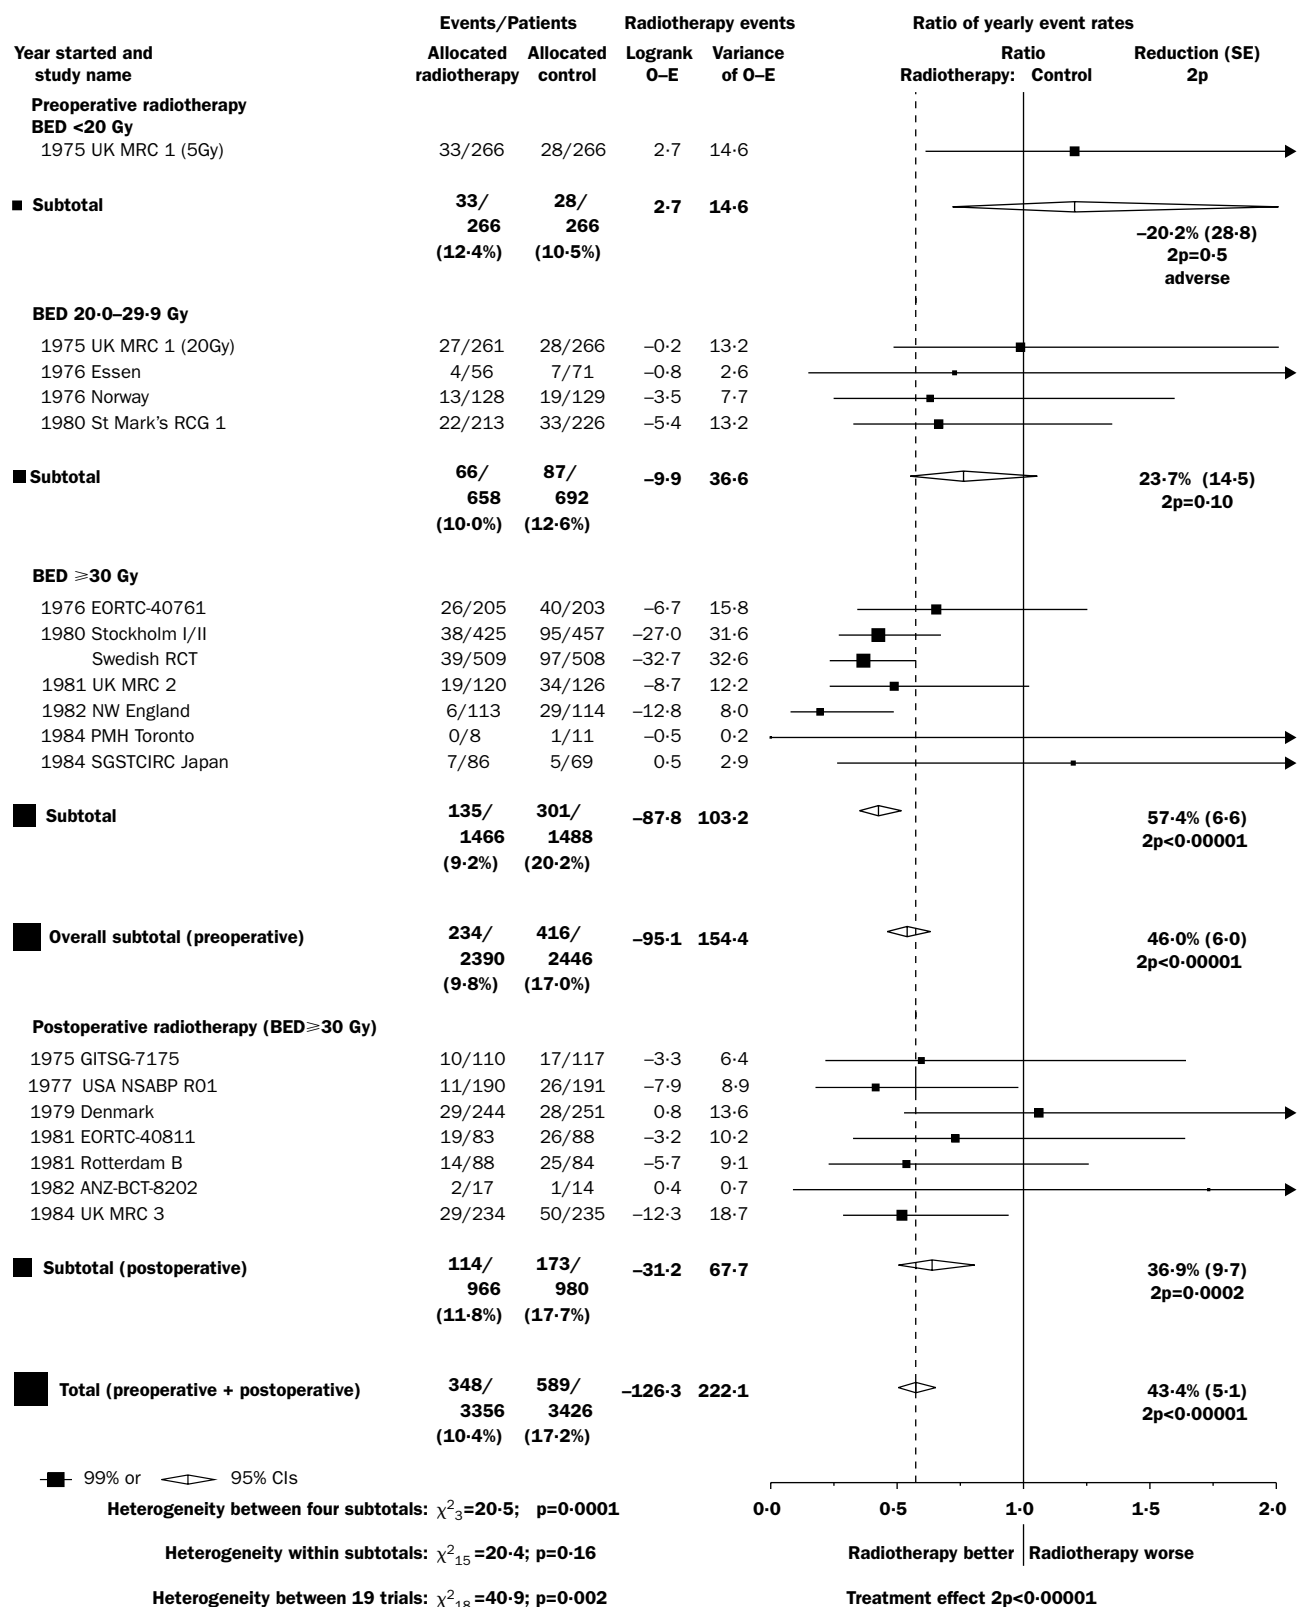 Events/Patients Radiotherapy events Ratio of yearly event rates
Year started and Allocated Allocated Logrank Variance Ratio Reduction (SE)
study name radiotherapy control O–E of O–E Radiotherapy: Control 2p
Preoperative radiotherapy
BED <20 Gy
1975 UK MRC 1 (5Gy) 33/266 28/266 2·7 14·6
Subtotal 33/ 28/ 2·7 14·6
266 266
–20·2% (28·8)
(12·4%) (10·5%) 2p=0·5
adverse
BED 20·0–29·9 Gy
1975 UK MRC 1 (20Gy) 27/261 28/266 –0·2 13·2
1976 Essen 4/56 7/71 –0·8 2·6
1976 Norway 13/128 19/129 –3·5 7·7
1980 St Mark's RCG 1 22/213 33/226 –5·4 13·2
Subtotal 66/ 87/ –9·9 36·6 23·7% (14·5)
658 692 2p=0·10
(10·0%) (12·6%)
BED ⩾30 Gy
1976 EORTC-40761 26/205 40/203 –6·7 15·8
1980 Stockholm I/II 38/425 95/457 –27·0 31·6
Swedish RCT 39/509 97/508 –32·7 32·6
1981 UK MRC 2 19/120 34/126 –8·7 12·2
1982 NW England 6/113 29/114 –12·8 8·0
1984 PMH Toronto 0/8 1/11 –0·5 0·2
1984 SGSTCIRC Japan 7/86 5/69 0·5 2·9
Subtotal 135/ 301/ –87·8 103·2 57·4% (6·6)
1466 1488 2p<0·00001
(9·2%) (20·2%)
Overall subtotal (preoperative) 234/ 416/ –95·1 154·4 46·0% (6·0)
2390 2446 2p<0·00001
(9·8%) (17·0%)
Postoperative radiotherapy (BED⩾30 Gy)
1975 GITSG-7175 10/110 17/117 –3·3 6·4
1977 USA NSABP R01 11/190 26/191 –7·9 8·9
1979 Denmark 29/244 28/251 0·8 13·6
1981 EORTC-40811 19/83 26/88 –3·2 10·2
1981 Rotterdam B 14/88 25/84 –5·7 9·1
1982 ANZ-BCT-8202 2/17 1/14 0·4 0·7
1984 UK MRC 3 29/234 50/235 –12·3 18·7
Subtotal (postoperative) 114/ 173/ –31·2 67·7 36·9% (9·7)
966 980 2p=0·0002
(11·8%) (17·7%)
Total (preoperative + postoperative) 348/ 589/ –126·3 222·1 43·4% (5·1)
3356 3426 2p<0·00001
(10·4%) (17·2%)
99% or 95% CIs
0·0 0·5 1·0 1·5 2·0
Heterogeneity between four subtotals: χ²₃=20·5; p=0·0001
Heterogeneity within subtotals: χ²₁₅=20·4; p=0·16 Radiotherapy better Radiotherapy worse
Heterogeneity between 19 trials: χ²₁₈=40·9; p=0·002 Treatment effect 2p<0·00001